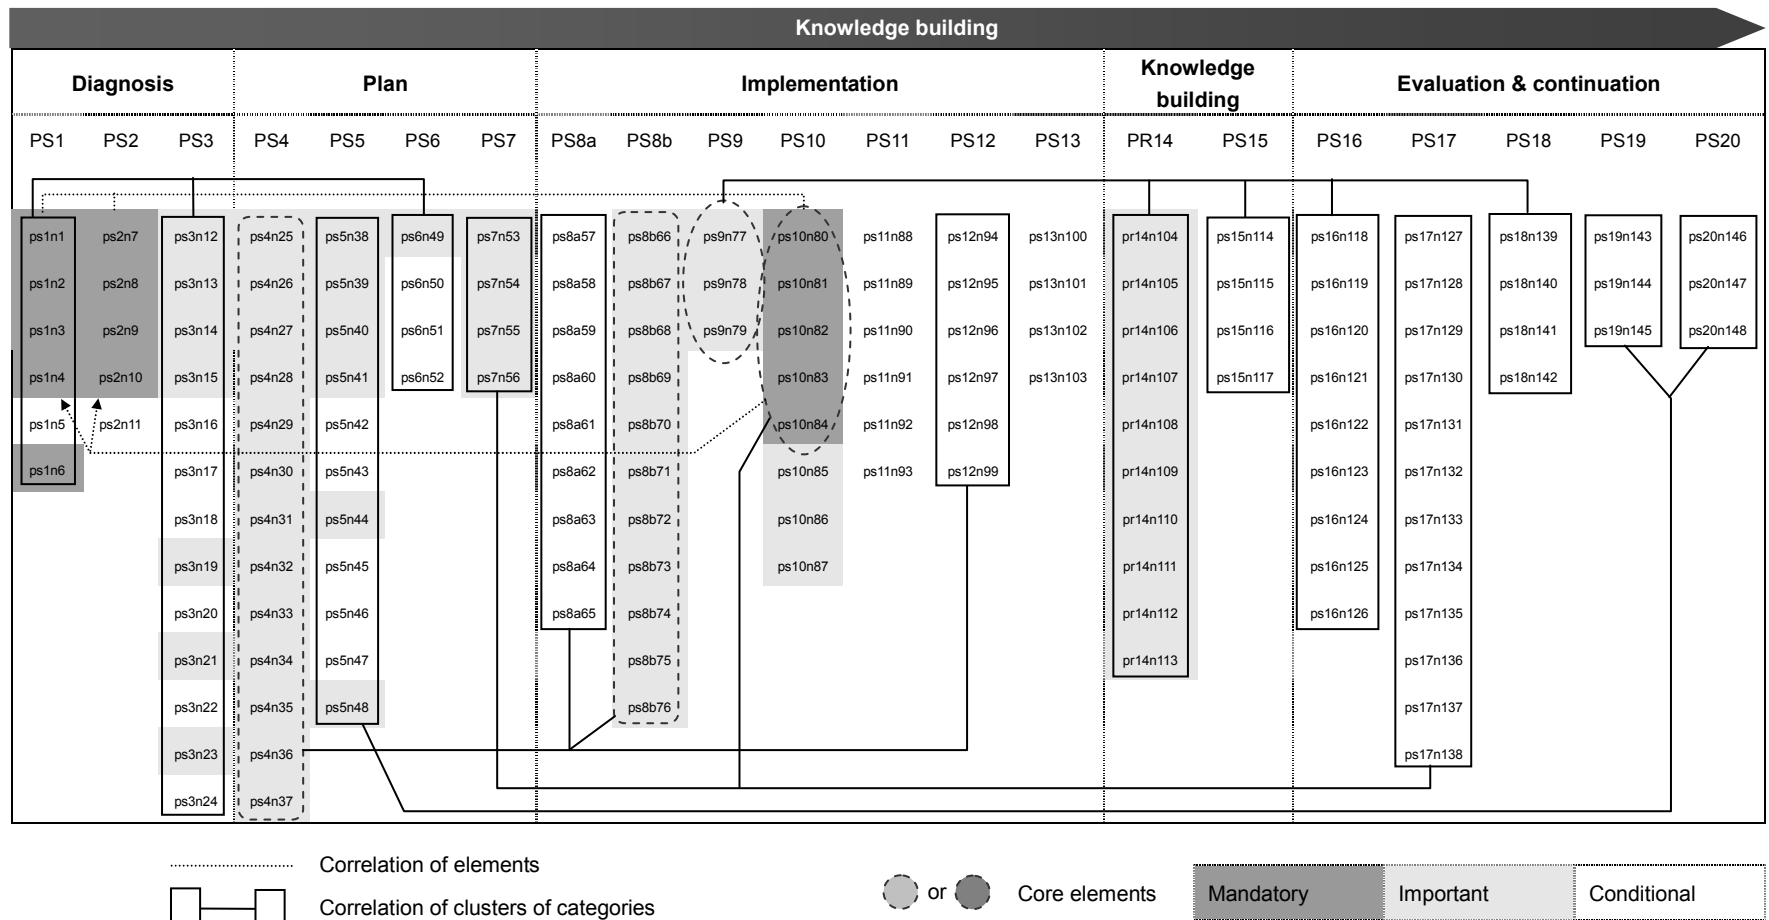 Knowledge building
Diagnosis Plan Implementation Knowledge building Evaluation & continuation
PS1 PS2 PS3 PS4 PS5 PS6 PS7 PS8a PS8b PS9 PS10 PS11 PS12 PS13 PR14 PS15 PS16 PS17 PS18 PS19 PS20
ps1n1 ps2n7 ps3n12 ps4n25 ps5n38 ps6n49 ps7n53 ps8a57 ps8b66 ps9n77 ps10n80 ps11n88 ps12n94 ps13n100 pr14n104 ps15n114 ps16n118 ps17n127 ps18n139 ps19n143 ps20n146
ps1n2 ps2n8 ps3n13 ps4n26 ps5n39 ps6n50 ps7n54 ps8a58 ps8b67 ps9n78 ps10n81 ps11n89 ps12n95 ps13n101 pr14n105 ps15n115 ps16n119 ps17n128 ps18n140 ps19n144 ps20n147
ps1n3 ps2n9 ps3n14 ps4n27 ps5n40 ps6n51 ps7n55 ps8a59 ps8b68 ps9n79 ps10n82 ps11n90 ps12n96 ps13n102 pr14n106 ps15n116 ps16n120 ps17n129 ps18n141 ps19n145 ps20n148
ps1n4 ps2n10 ps3n15 ps4n28 ps5n41 ps6n52 ps7n56 ps8a60 ps8b69 ps10n83 ps11n91 ps12n97 ps13n103 pr14n107 ps15n117 ps16n121 ps17n130 ps18n142
ps1n5 ps2n11 ps3n16 ps4n29 ps5n42 ps8a61 ps8b70 ps10n84 ps11n92 ps12n98 pr14n108 ps16n122 ps17n131
ps1n6 ps3n17 ps4n30 ps5n43 ps8a62 ps8b71 ps10n85 ps11n93 ps12n99 pr14n109 ps16n123 ps17n132
ps3n18 ps4n31 ps5n44 ps8a63 ps8b72 ps10n86 pr14n110 ps16n124 ps17n133
ps3n19 ps4n32 ps5n45 ps8a64 ps8b73 ps10n87 pr14n111 ps16n125 ps17n134
ps3n20 ps4n33 ps5n46 ps8a65 ps8b74 pr14n112 ps16n126 ps17n135
ps3n21 ps4n34 ps5n47 ps8b75 pr14n113 ps17n136
ps3n22 ps4n35 ps5n48 ps8b76 ps17n137
ps3n23 ps4n36 ps17n138
ps3n24 ps4n37
Correlation of elements
Correlation of clusters of categories
or Core elements
Mandatory Important Conditional